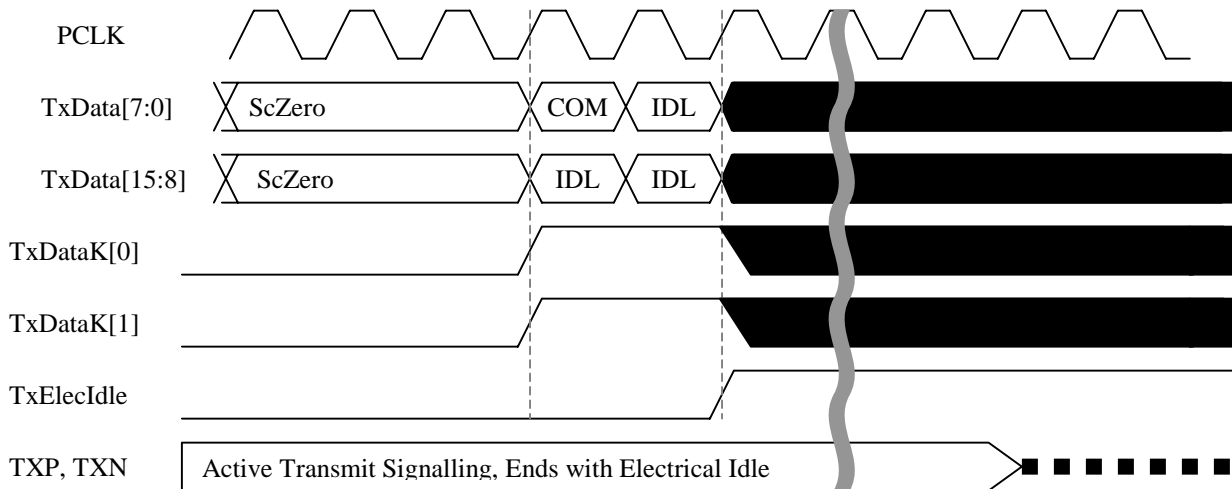 PCLK
TxData[7:0] ScZero COM IDL
TxData[15:8] ScZero IDL IDL
TxDataK[0]
TxDataK[1]
TxElecIdle
TXP, TXN Active Transmit Signalling, Ends with Electrical Idle